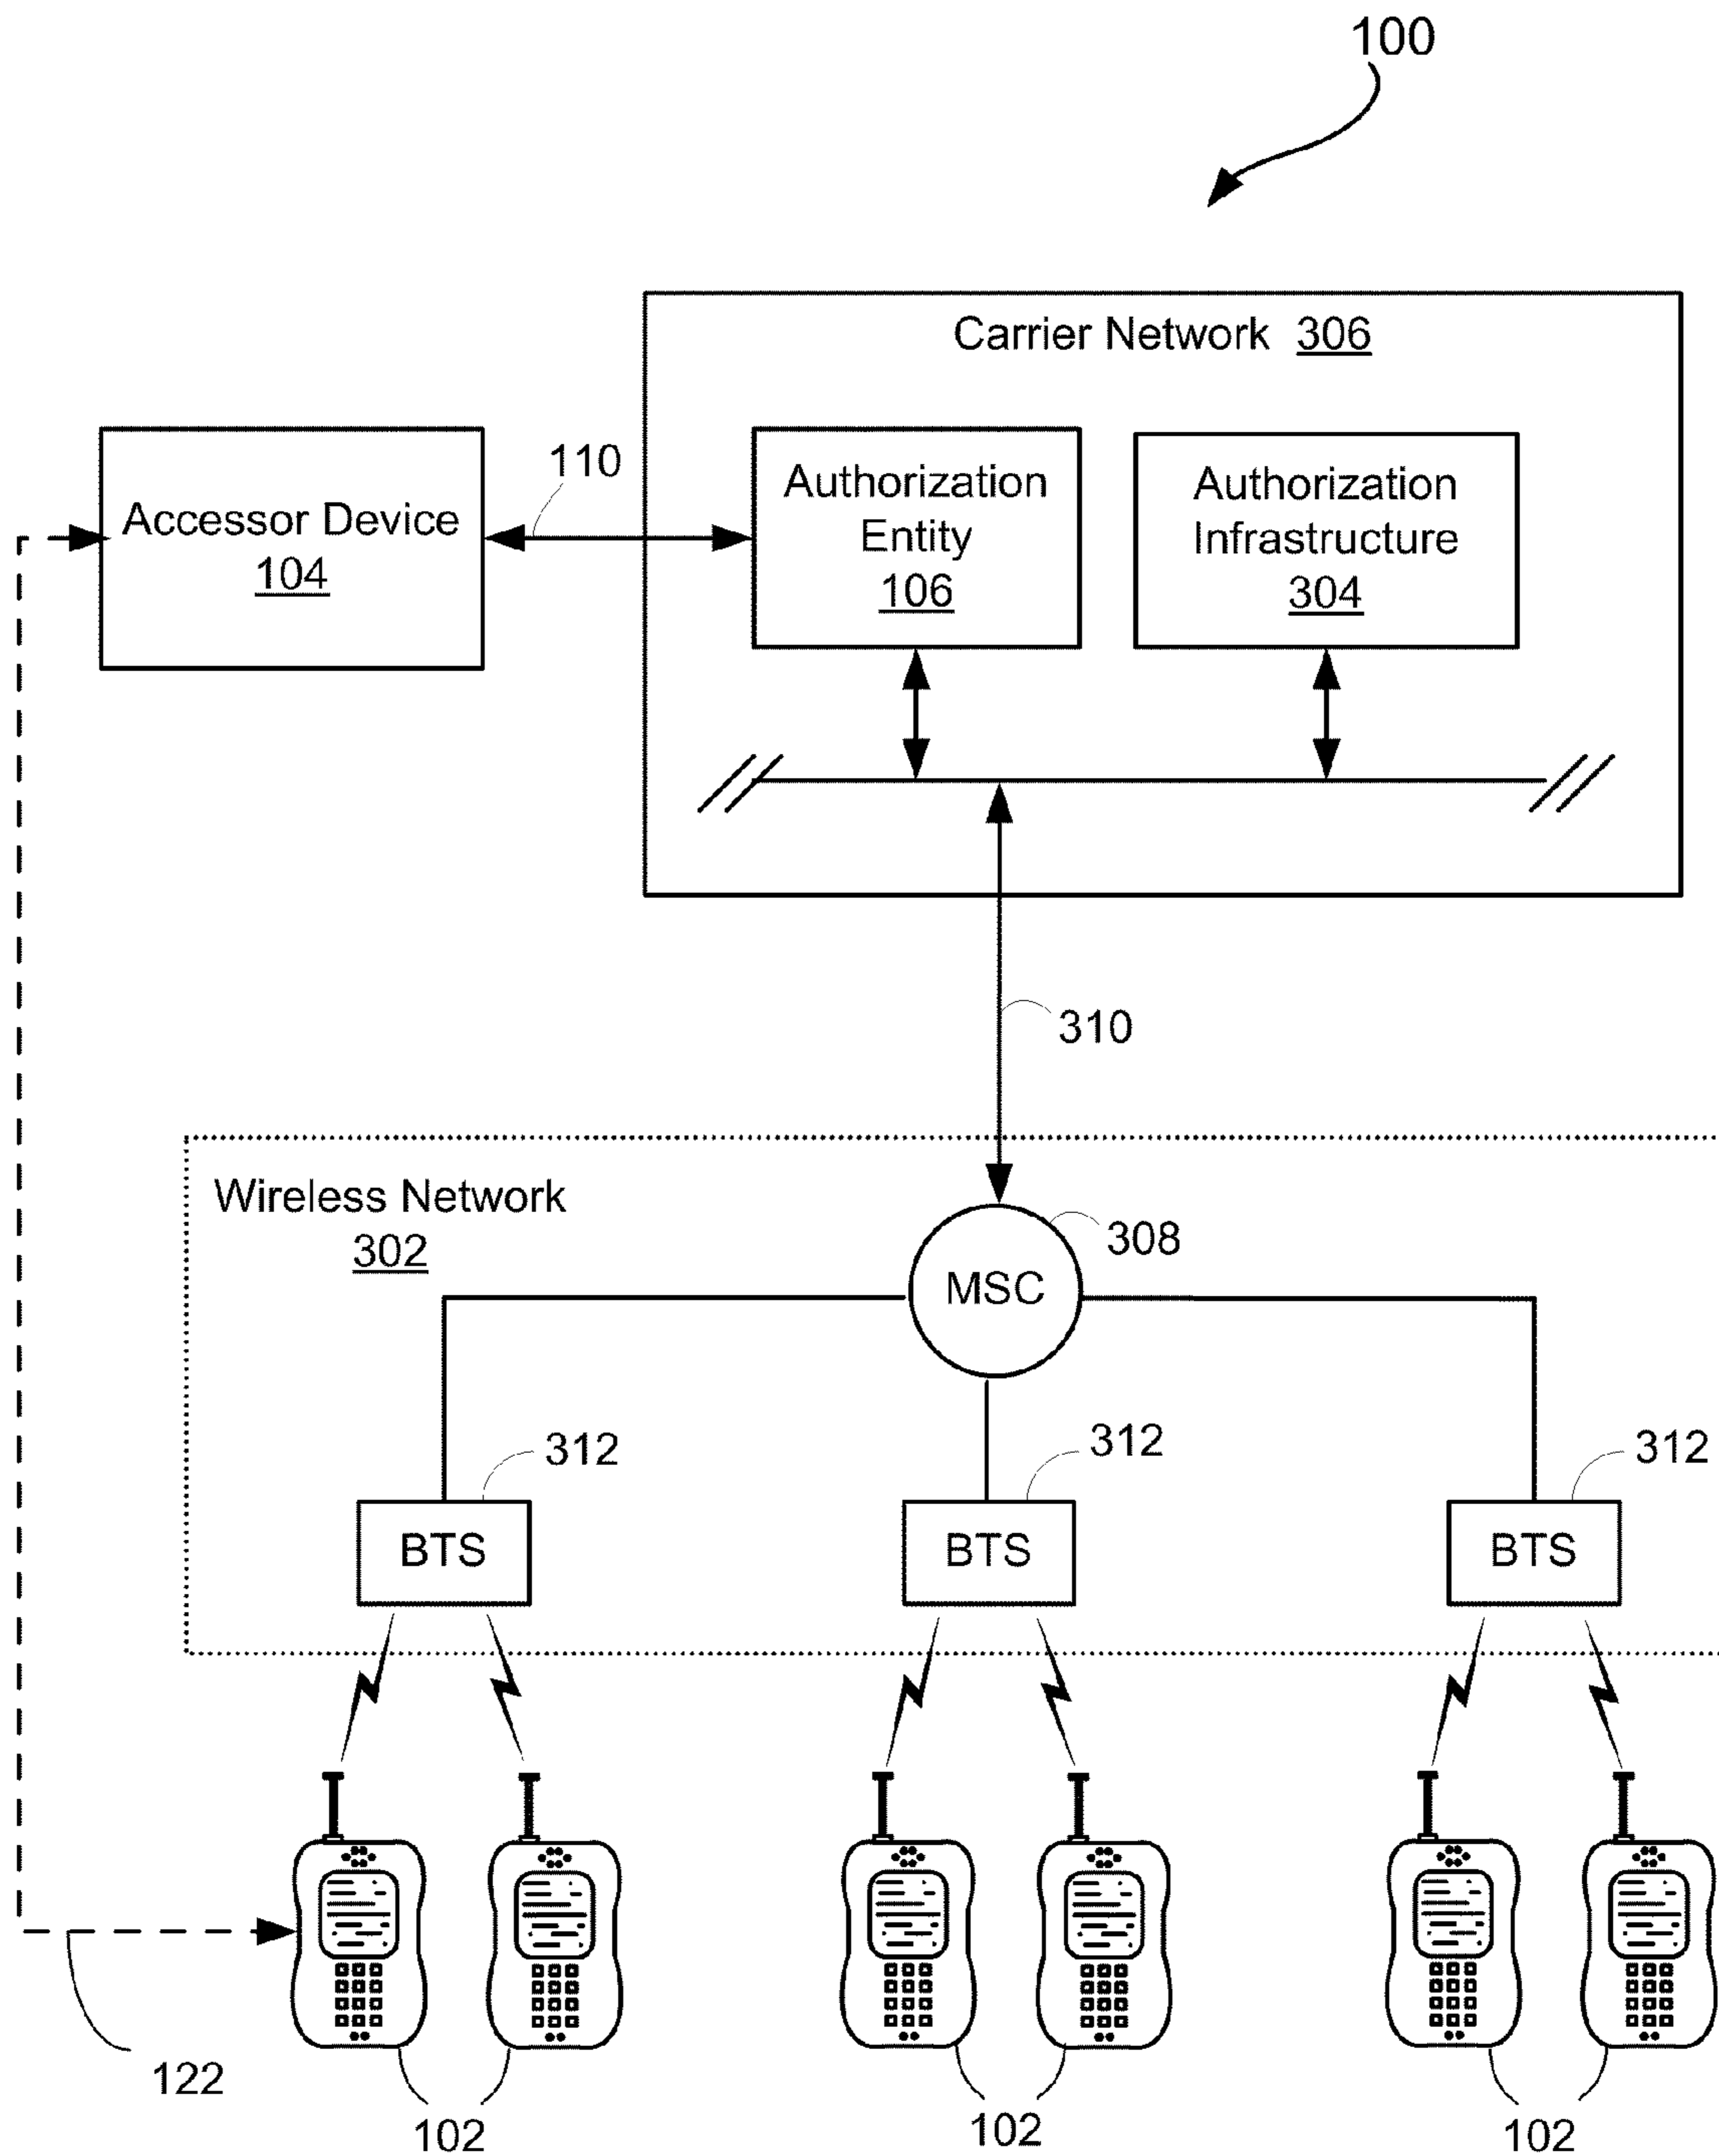 100
Carrier Network 306
Accessor Device
104
110
Authorization
Entity
106
Authorization
Infrastructure
304
310
Wireless Network
302
308
MSC
312
312
312
BTS
BTS
BTS
122
102
102
102